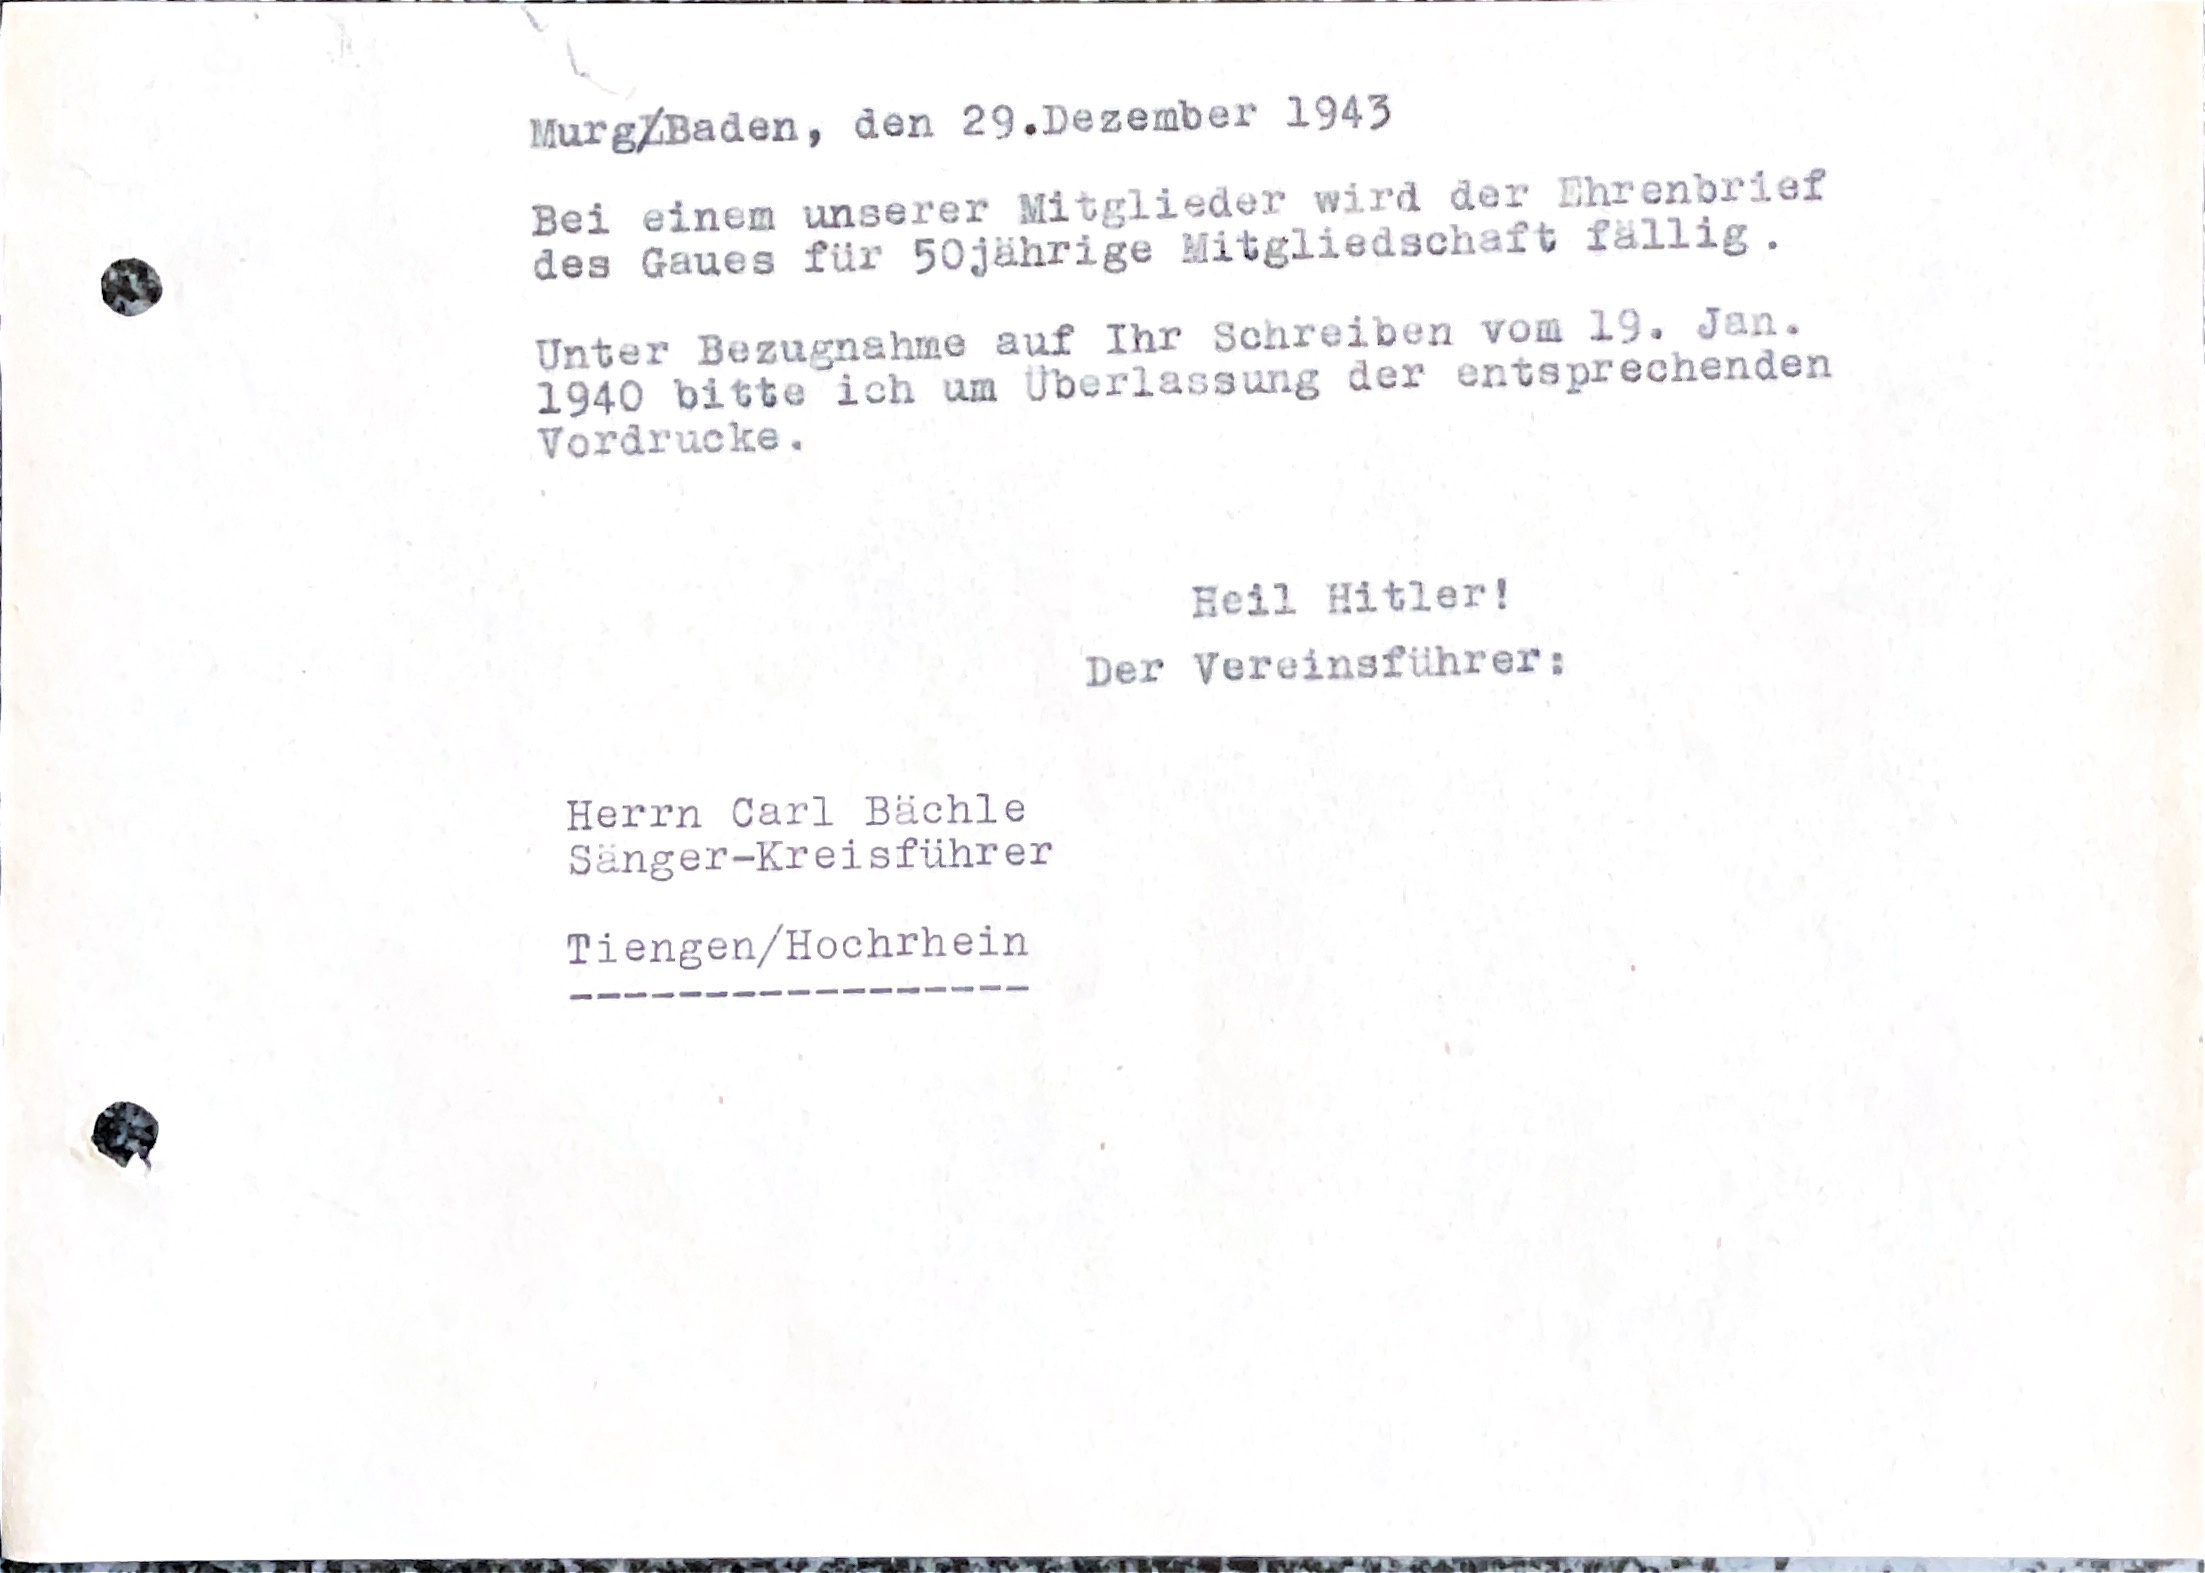 Murg/Baden, den 29.Dezember 1943
Bei einem unserer Mitglieder wird der Ehrenbrief
des Gaues für 50jährige Mitgliedschaft fällig.
Unter Bezugnahme auf Ihr Schreiben vom 19. Jan.
1940 bitte ich um Überlassung der entsprechenden
Vordrucke.
Heil Hitler!
Der Vereinsführer:
Herrn Carl Bächle
Sänger-Kreisführer
Tiengen/Hochrhein
-----------------